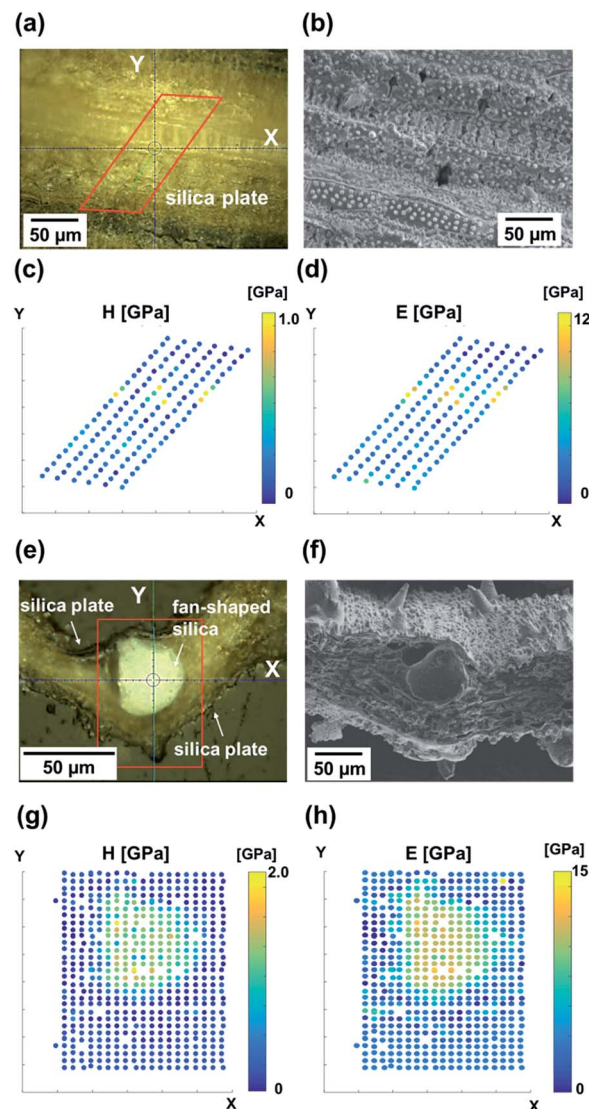 (a)
(b)
Y
X
silica plate
50 µm
50 µm
(c)
(d)
[GPa]
[GPa]
Y
H [GPa]
Y
E [GPa]
1.0
12
0
0
X
X
(e)
(f)
Y
silica plate
fan-shaped
silica
X
silica plate
50 µm
50 µm
(g)
(h)
Y
H [GPa]
[GPa]
Y
E [GPa]
[GPa]
2.0
15
0
0
X
X